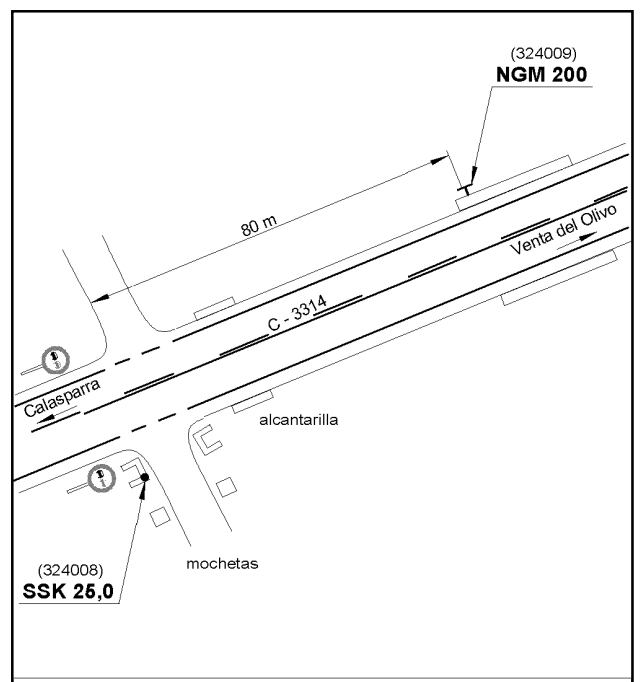 (324009)
NGM 200
80 m
Venta del Olivo
C - 3314
Calasparra
alcantarilla
mochetas
(324008)
SSK 25,0